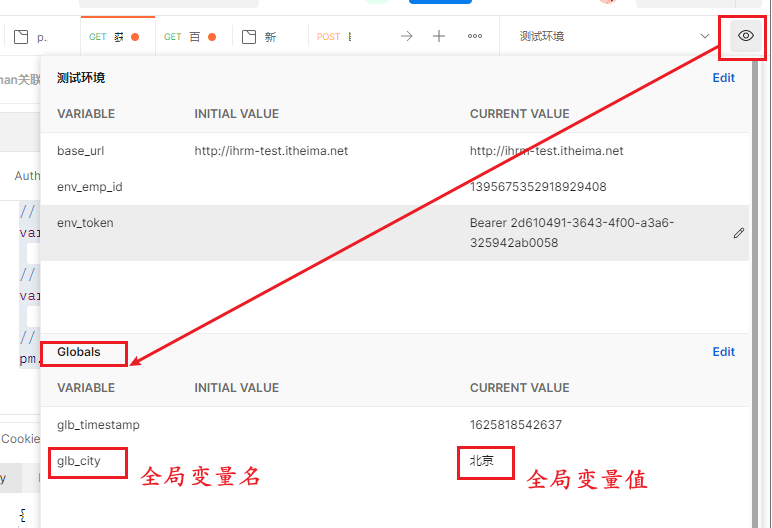 p..
GET 获
GET 百
新
POST
测试环境
nan关联
测试环境
Edit
VARIABLE INITIAL VALUE CURRENT VALUE
base_url http://ihrm-test.itheima.net http://ihrm-test.itheima.net
env_emp_id 1395675352918929408
env_token Bearer 2d610491-3643-4f00-a3a6-
325942ab0058
Auth
//
var
//
var
//
pm.
Globals
Edit
VARIABLE INITIAL VALUE CURRENT VALUE
glb_timestamp 1625818542637
glb_city 全局变量名 北京 全局变量值
Cookie
y
{